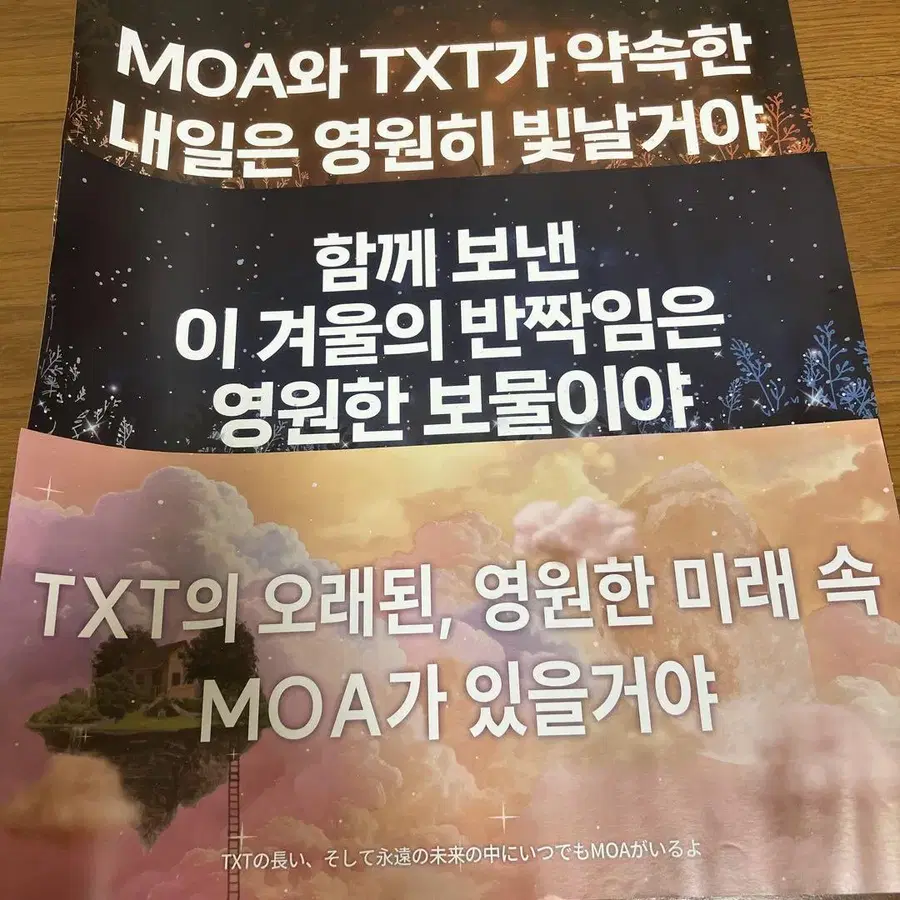 MOA와 TXT가 약속한
내일은 영원히 빛날거야
함께 보낸
이 겨울의 반짝임은
영원한 보물이야
TXT의 오래된, 영원한 미래 속
MOA가 있을거야
TXTの長い、そして永遠の未来の中にいつでもMOAがいるよ